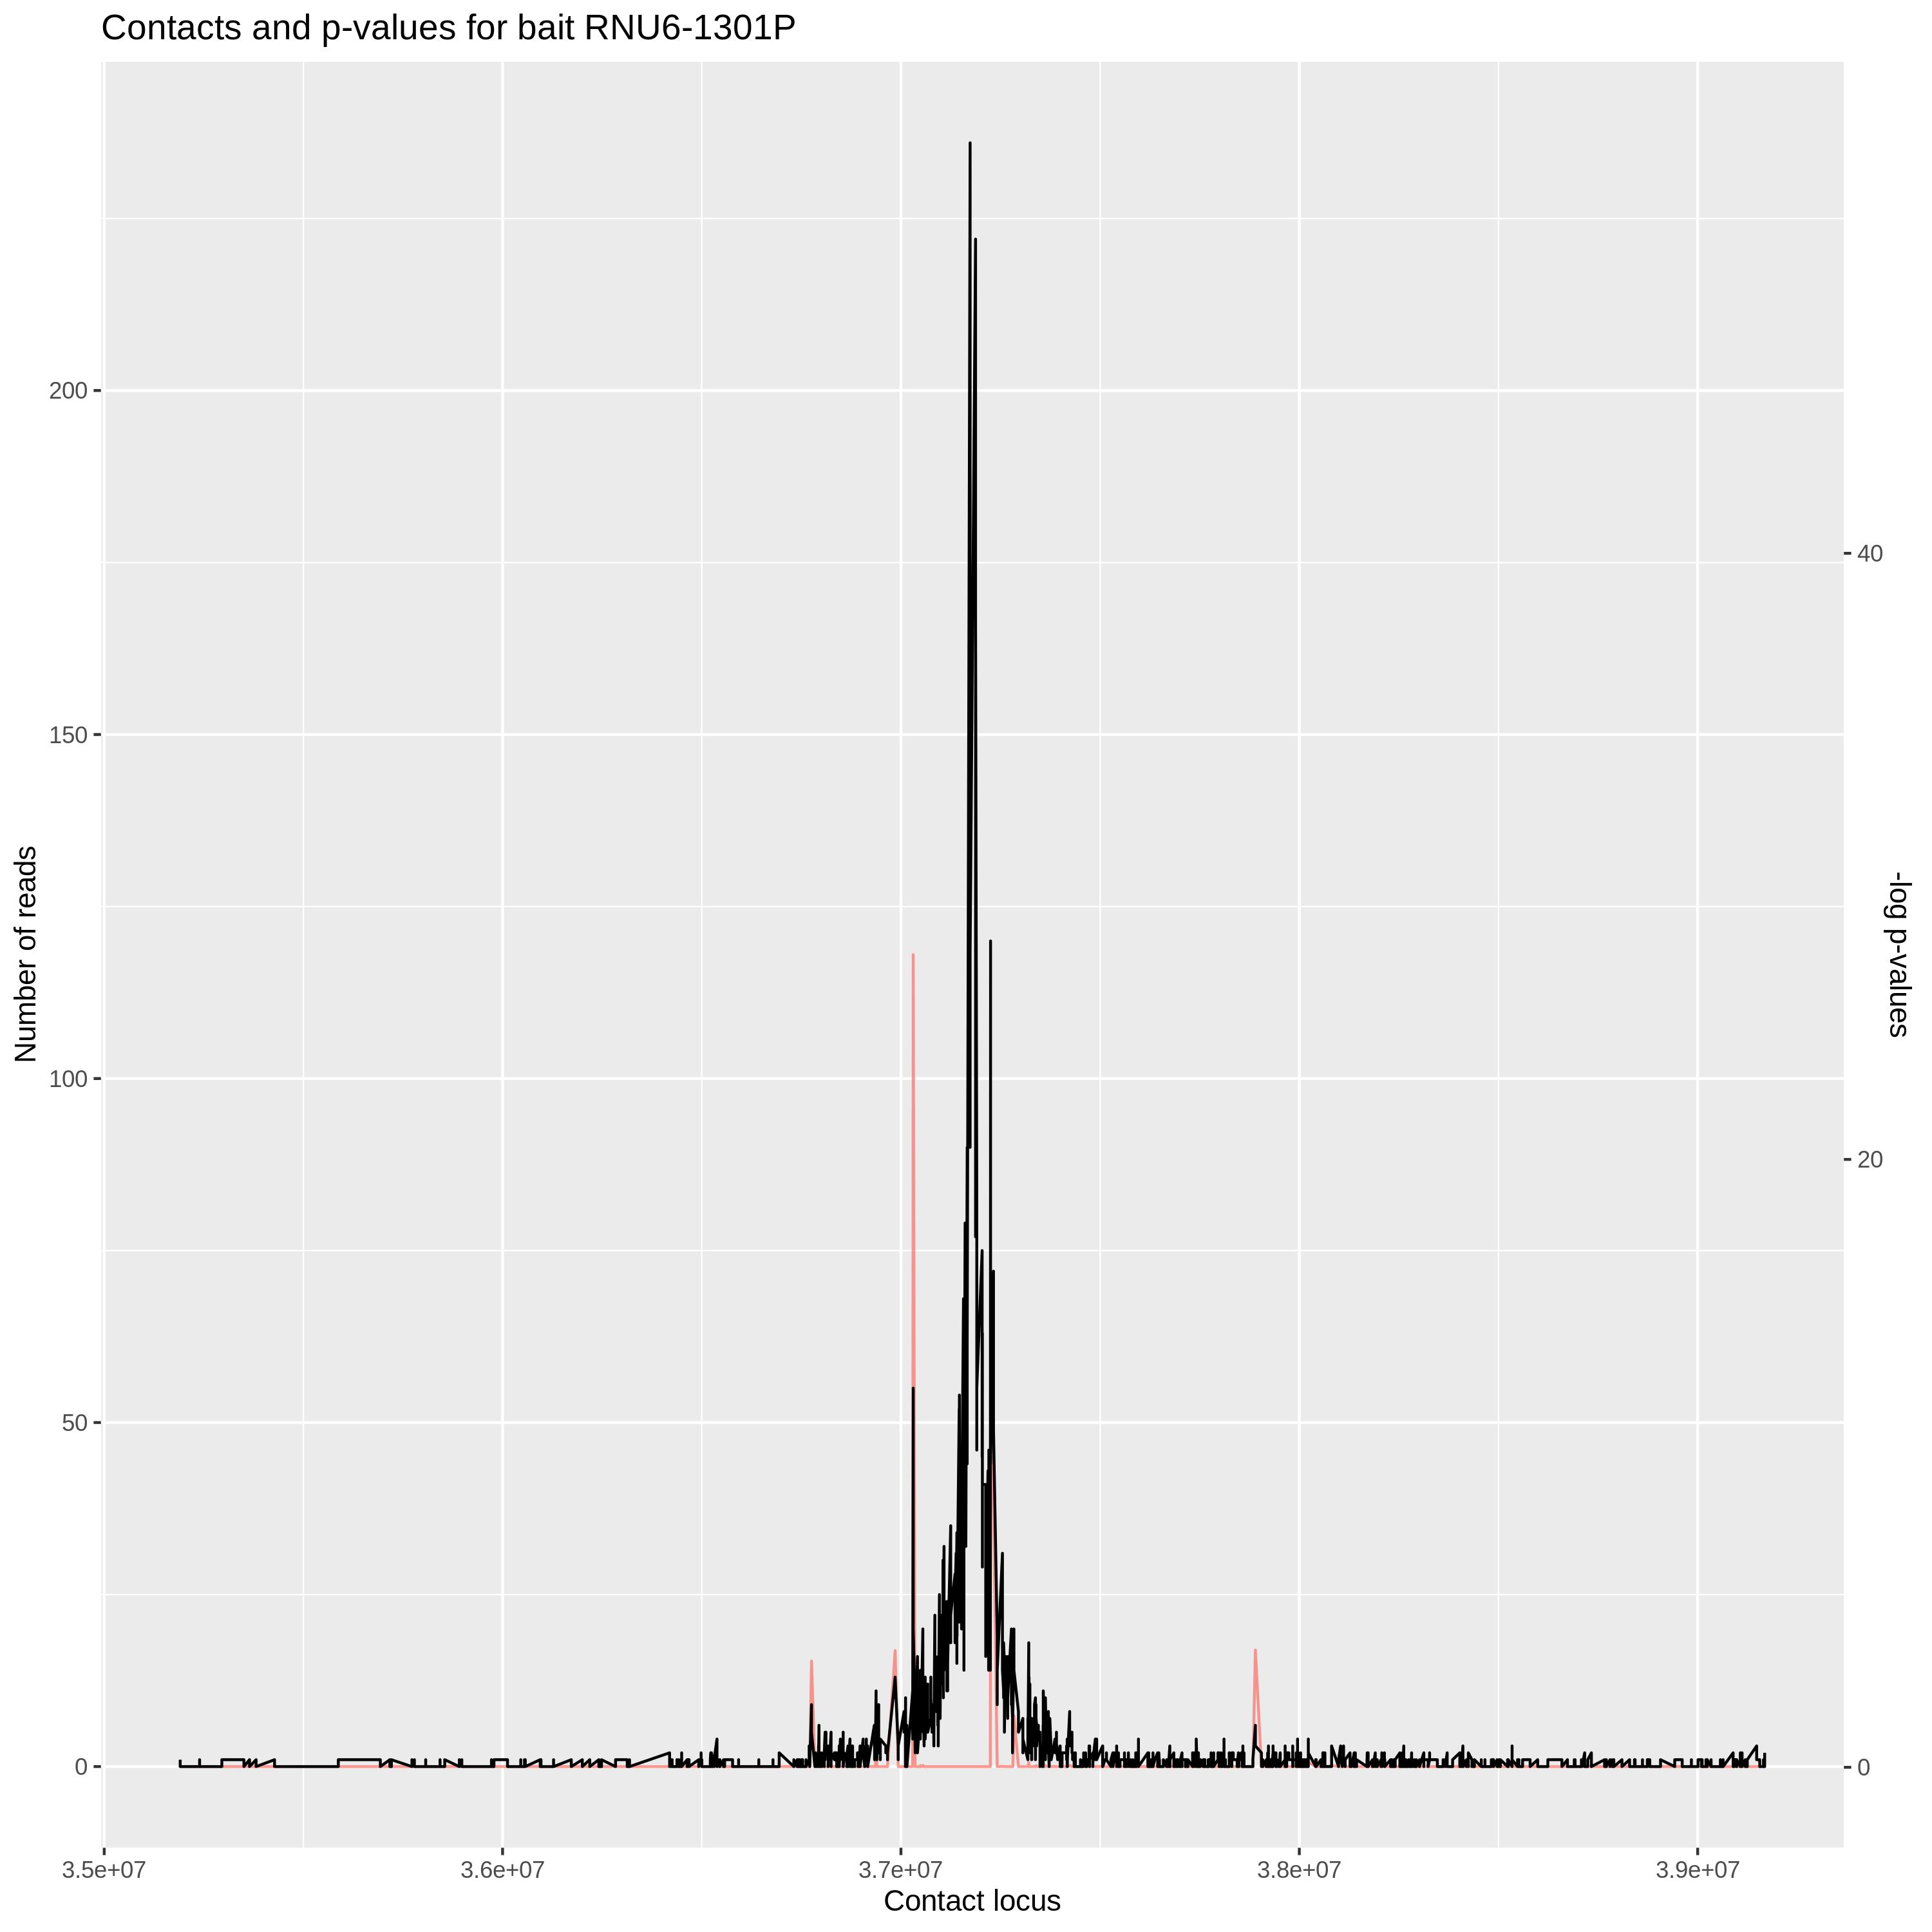 Contacts and p-values for bait RNU6-1301P
200
150
100
50
0
Number of reads
40
20
0
-log p-values
3.5e+07
3.6e+07
3.7e+07
3.8e+07
3.9e+07
Contact locus